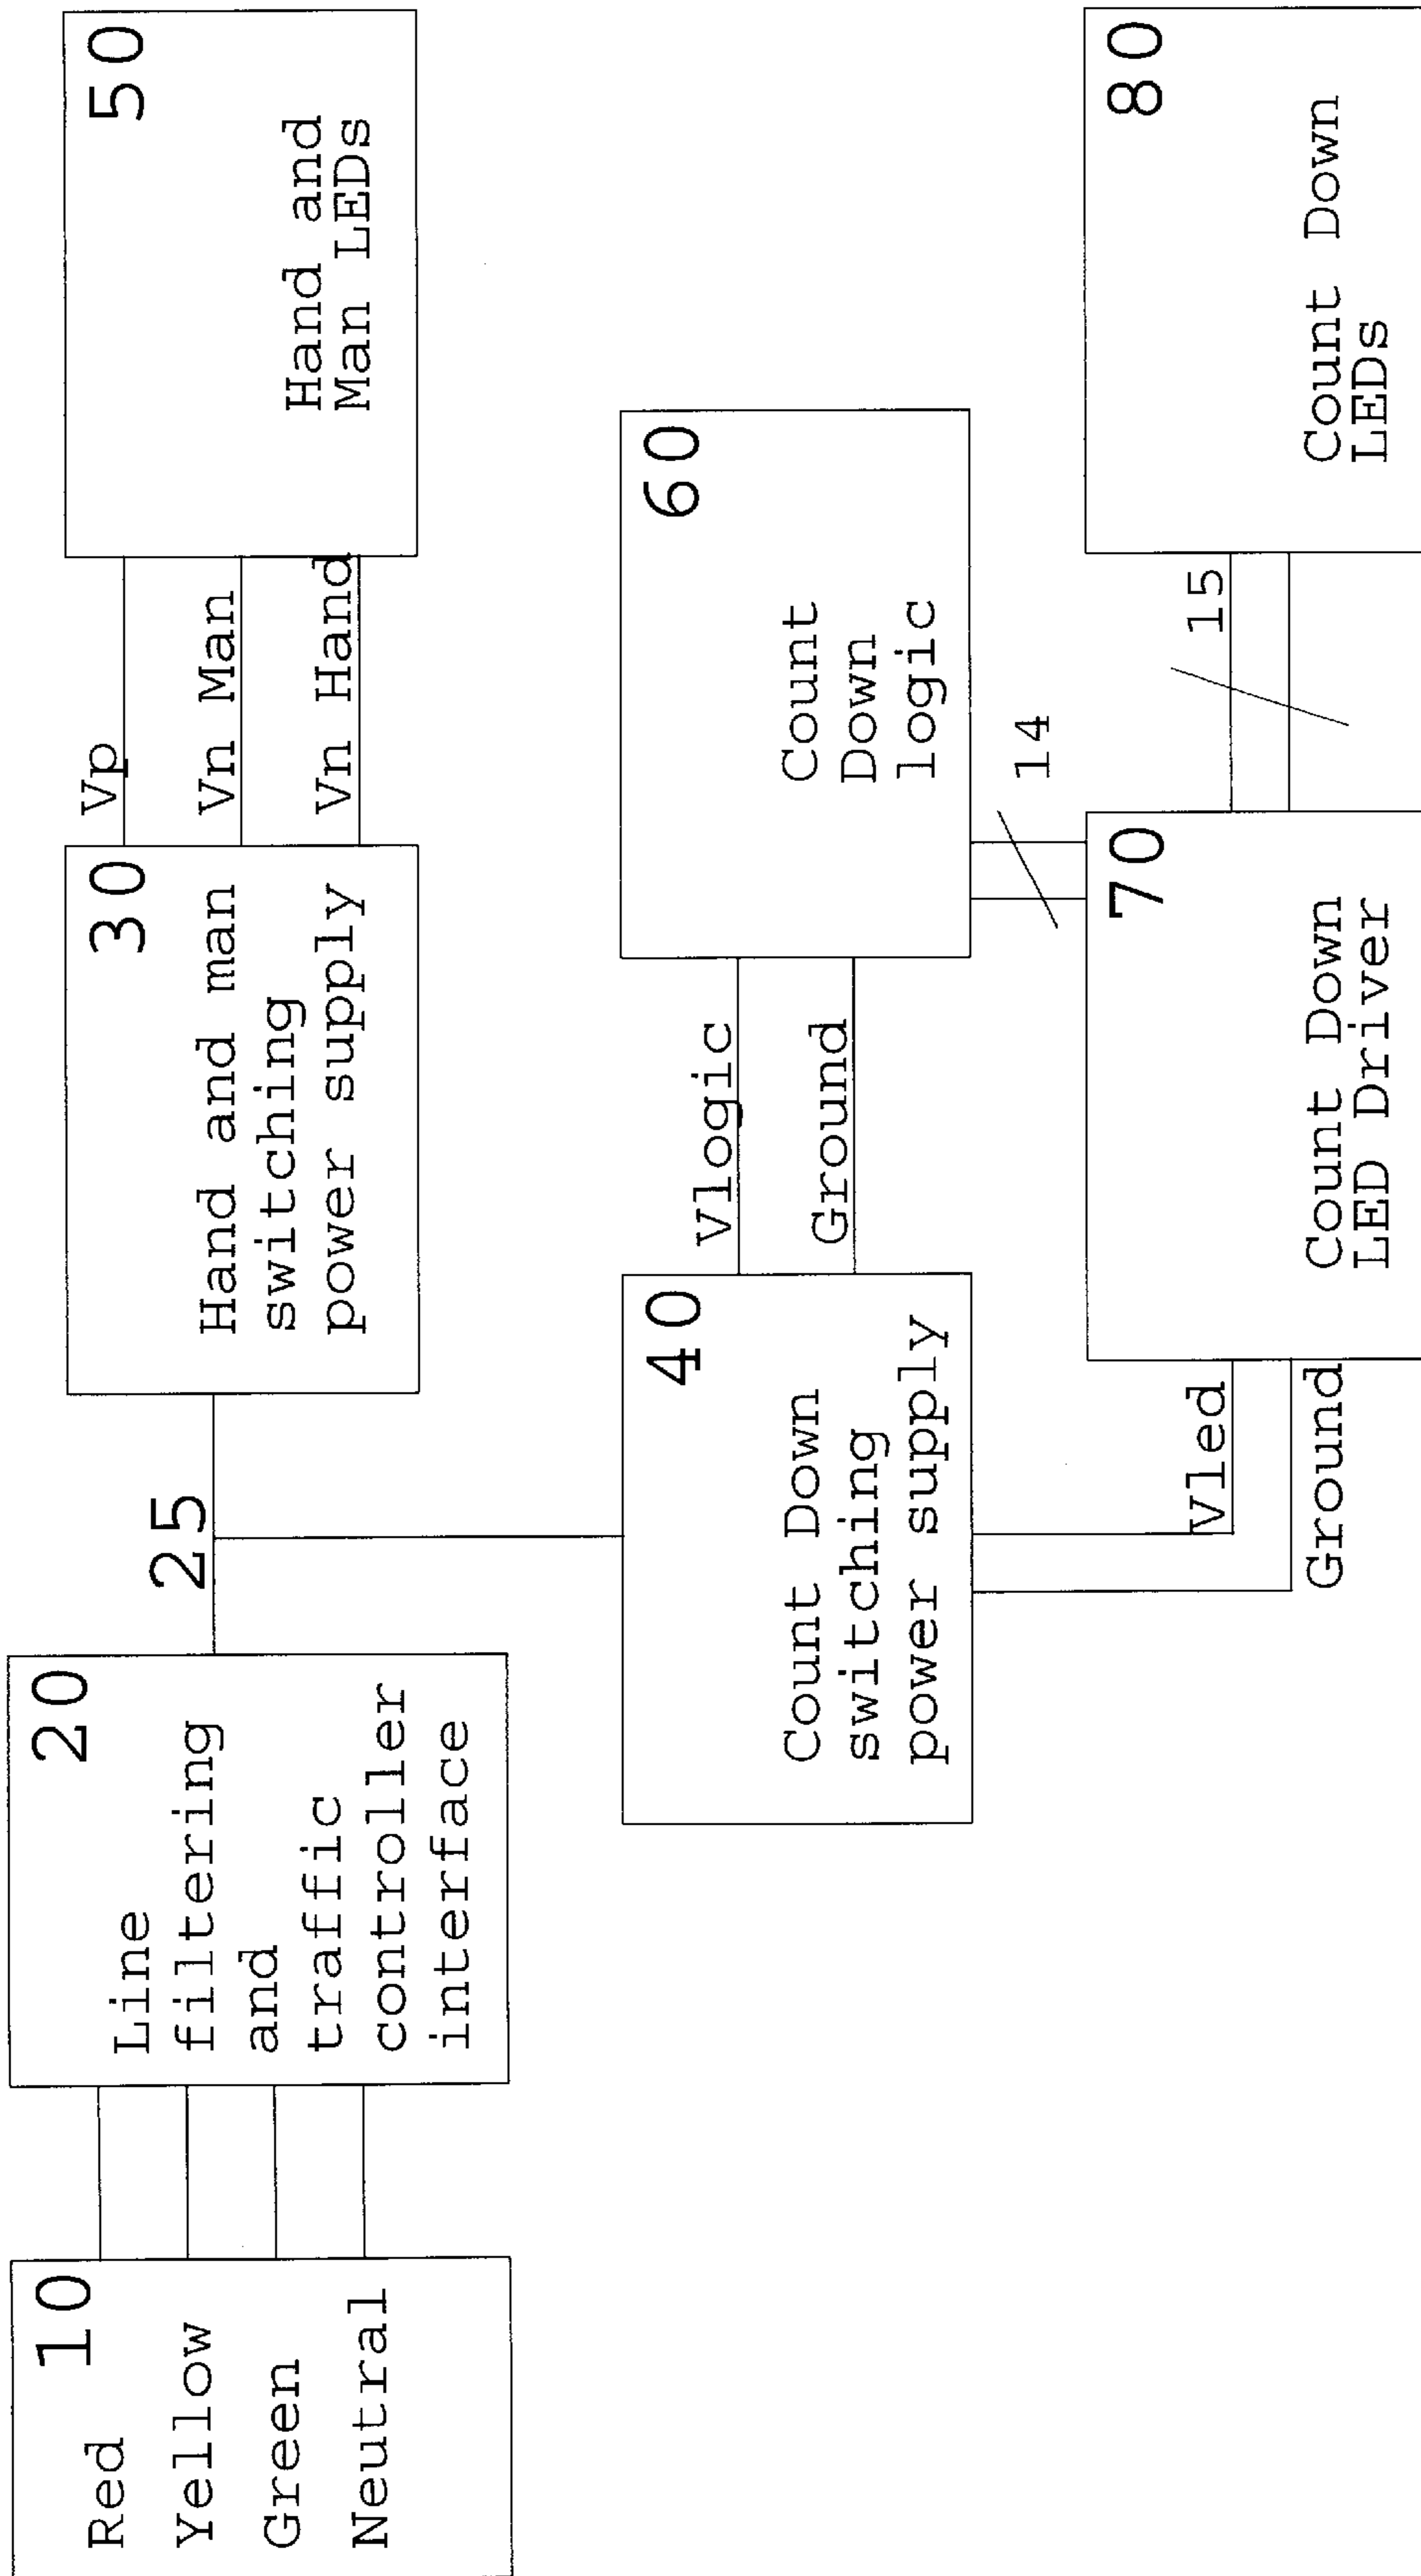 10
Red
Yellow
Green
Neutral
20
Line
filtering
and
traffic
controller
interface
25
30
Hand and man
switching
power supply
Vp
Vn Man
Vn Hand
50
Hand and
Man LEDs
40
Count Down
switching
power supply
Vlogic
Ground
60
Count
Down
logic
14
Vled
Ground
70
Count Down
LED Driver
15
80
Count Down
LEDs